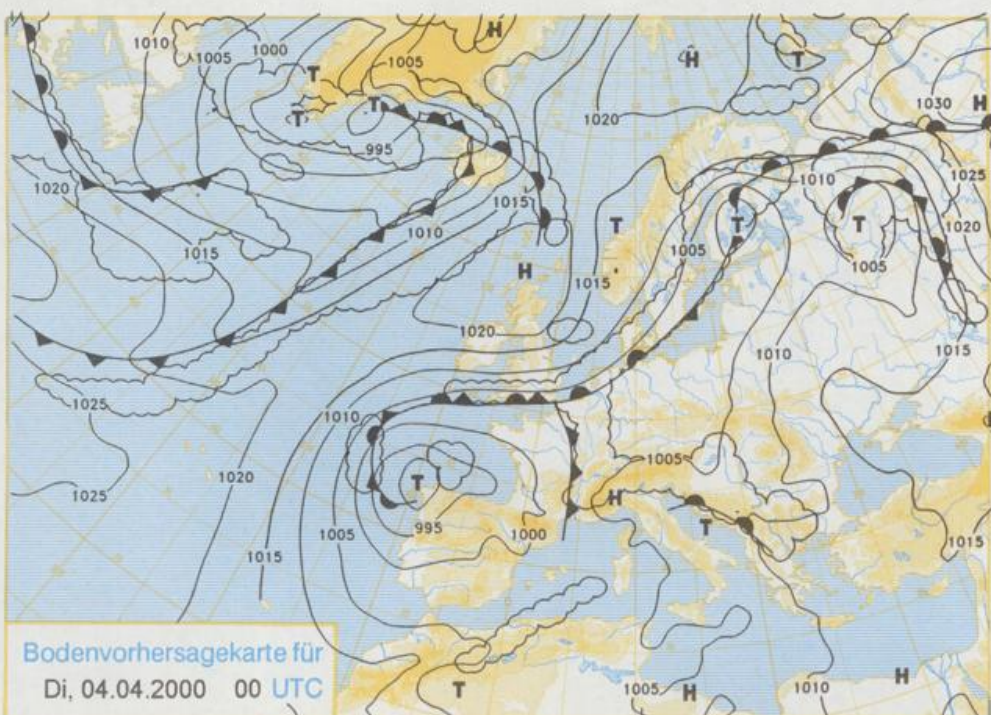 H
1010 1000
1005 1005
T H T
1030 H
T T
1020
995
1025
1010
1020 1015
1010 T T 1020
1015 1005
H 1005
1015
1020 1015
1010
1025 1010
1005
1020 T
1025 H
995 1000 T
1015 1005 1015
Bodenvorhersagekarte für
Di, 04.04.2000 00 UTC
T 1005 H 1010 H